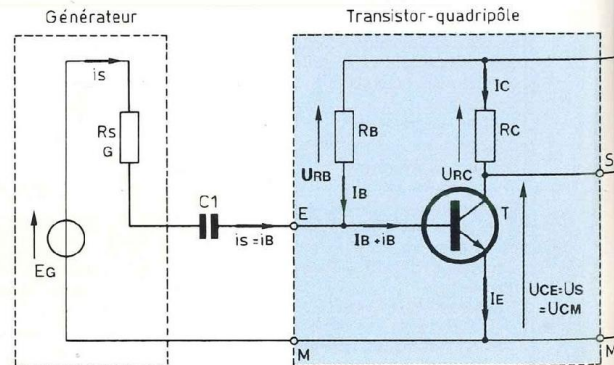 Générateur
Transistor-quadripôle
is
Rs
G
EG
C1
is = iB
E
URB
RB
IB
IB + iB
IC
RC
URC
T
IE
S
UCE=US
=UCM
M
M